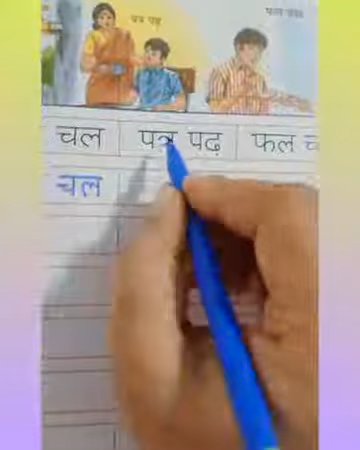 पत्र पढ़
चल पत्र पढ़ फल च
चल